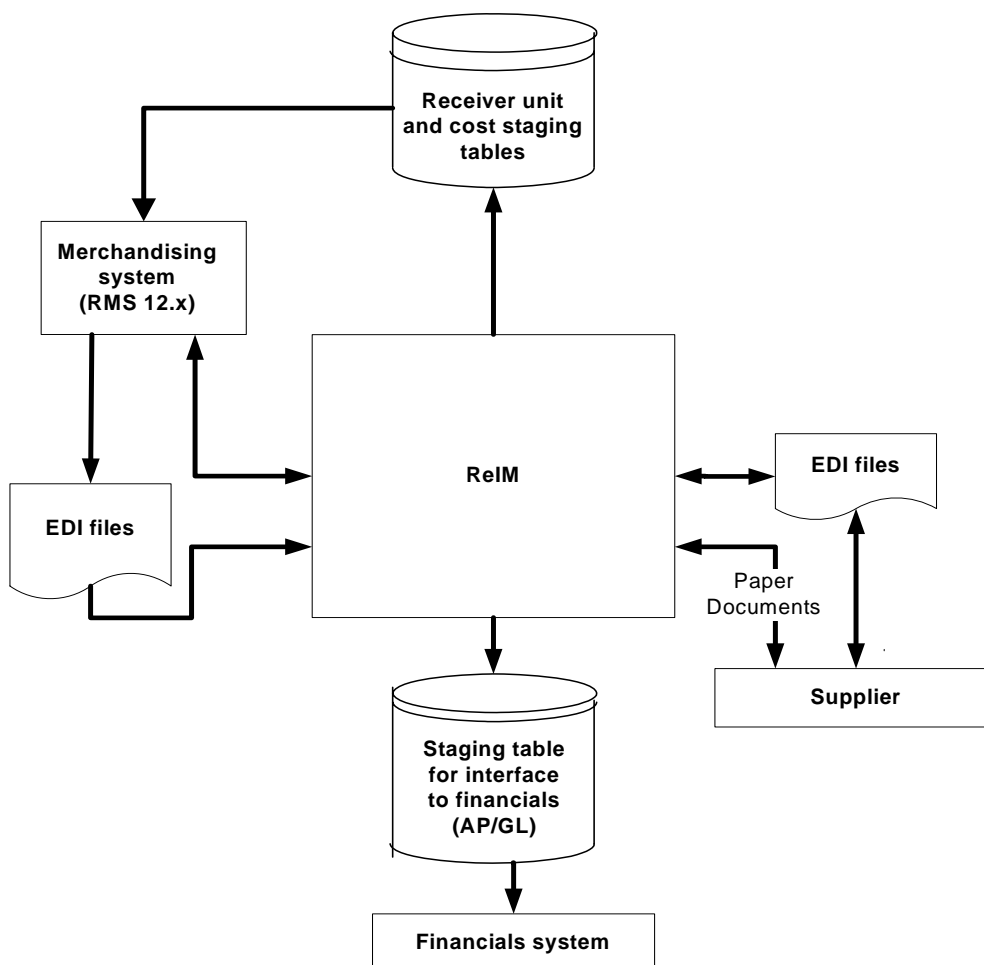 Receiver unit
and cost staging
tables
Merchandising
system
(RMS 12.x)
ReIM
EDI files
EDI files
Paper
Documents
Supplier
Staging table
for interface
to financials
(AP/GL)
Financials system